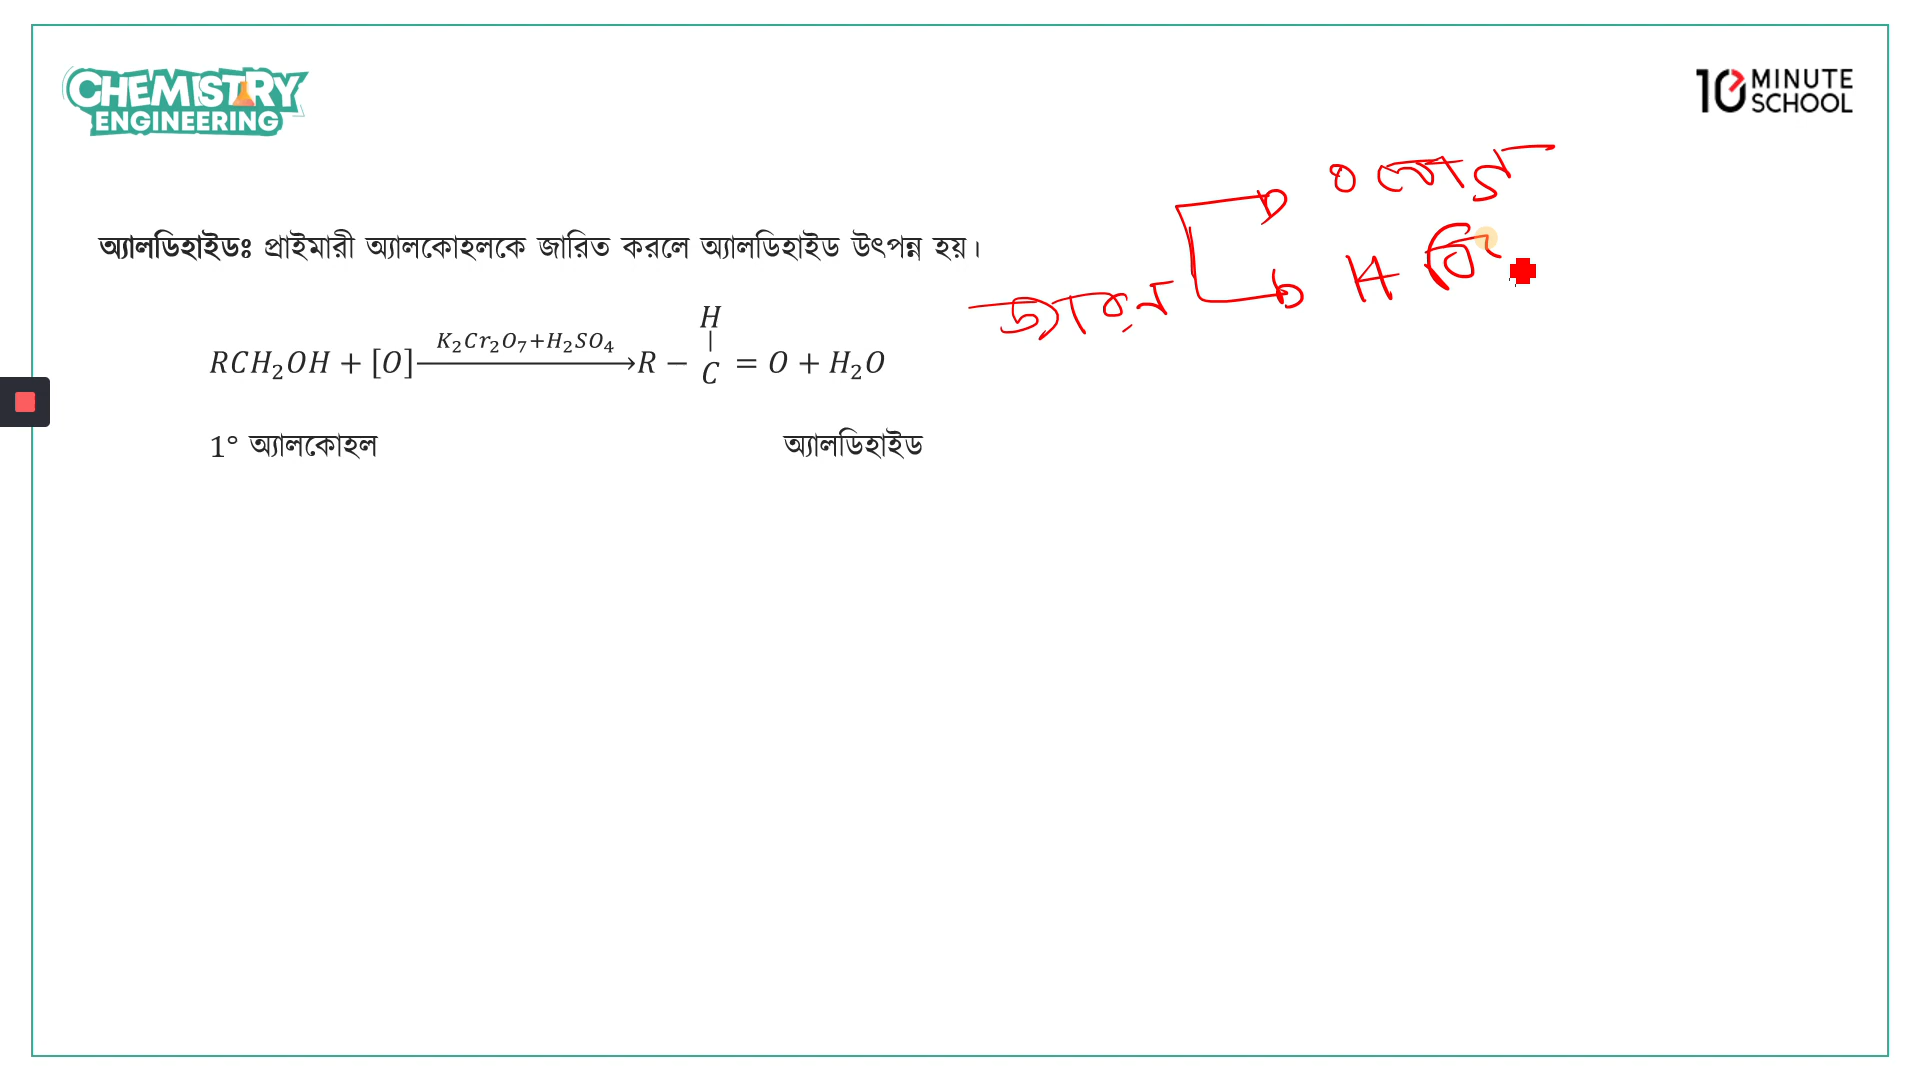 CHEMISTRY
ENGINEERING
10 MINUTE
SCHOOL
অ্যালডিহাইডঃ প্রাইমারী অ্যালকোহলকে জারিত করলে অ্যালডিহাইড উৎপন্ন হয়।
জারন
H
H
|
RCH₂OH + [O] K₂Cr₂O₇+H₂SO₄ → R − C = O + H₂O
1° অ্যালকোহল অ্যালডিহাইড